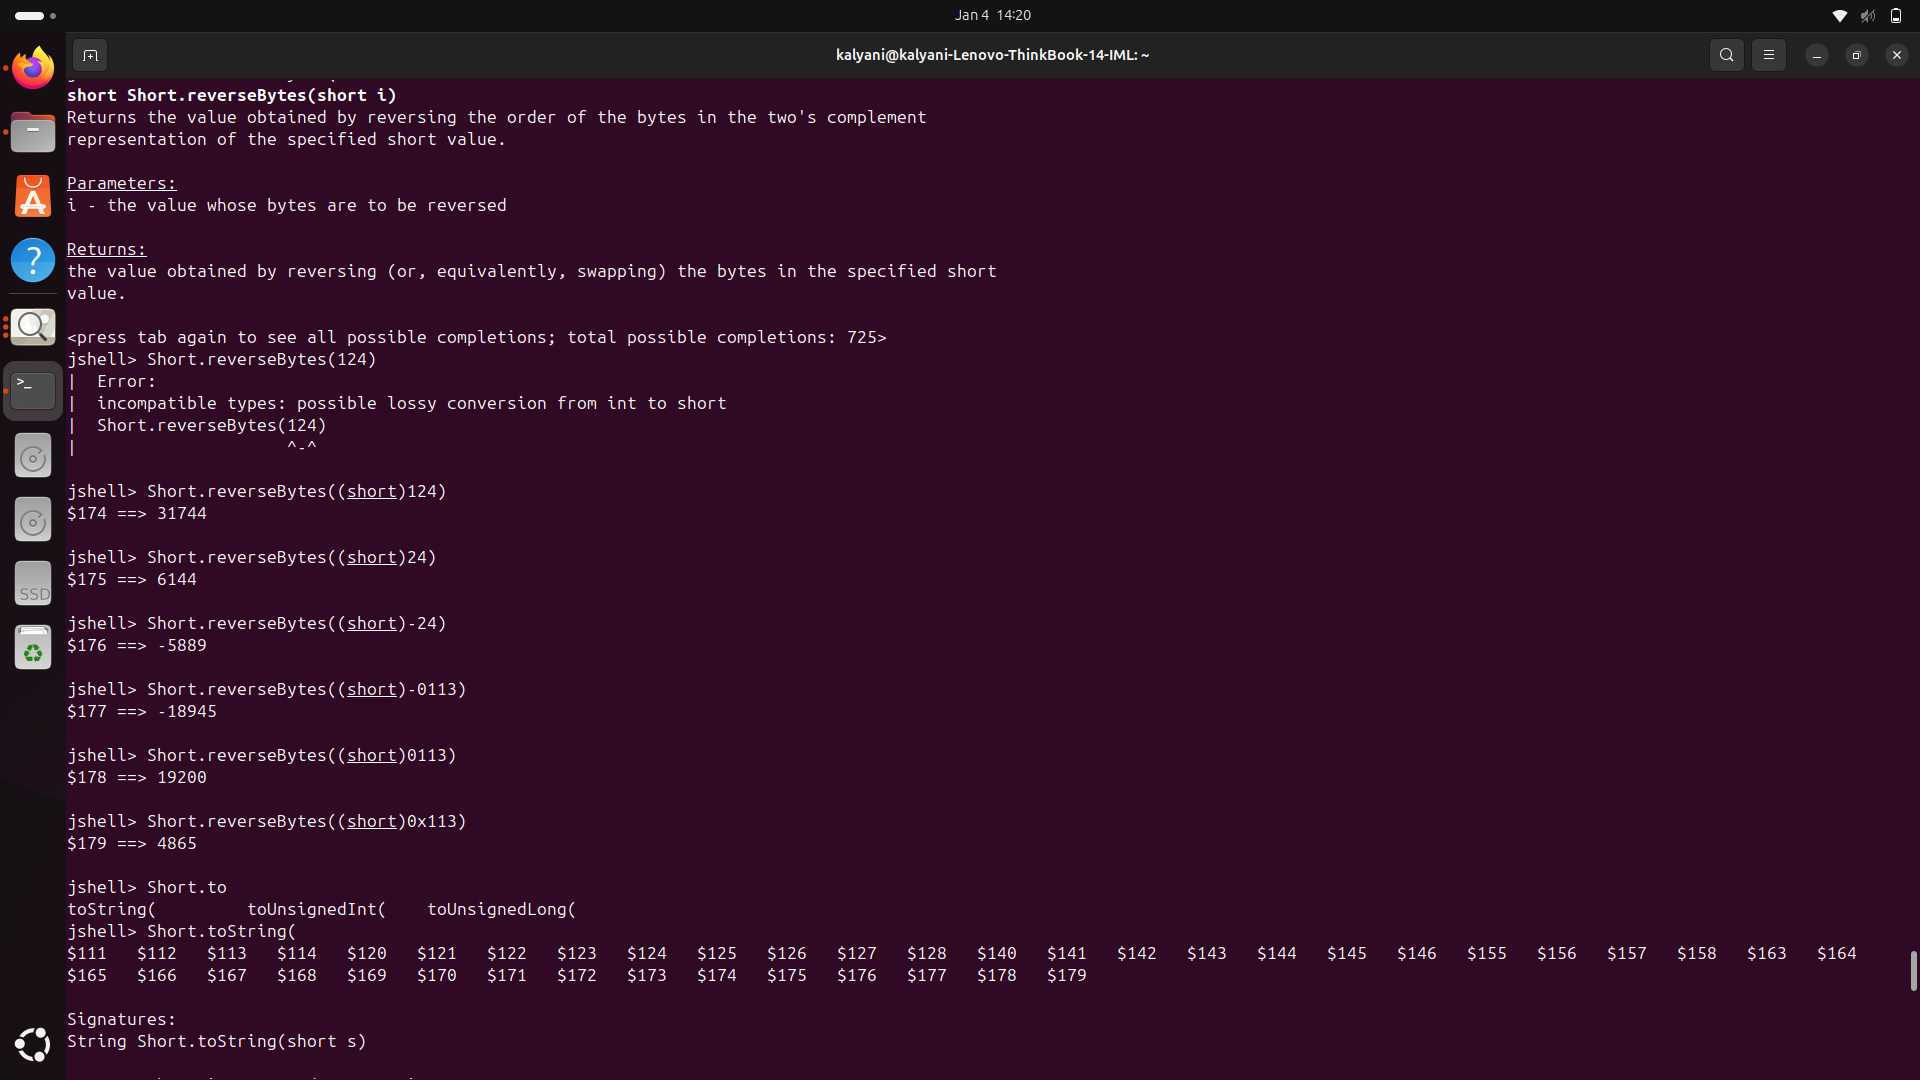 Jan 4 14:20
kalyani@kalyani-Lenovo-ThinkBook-14-IML: ~
short Short.reverseBytes(short i)
Returns the value obtained by reversing the order of the bytes in the two's complement
representation of the specified short value.
Parameters:
i - the value whose bytes are to be reversed
Returns:
the value obtained by reversing (or, equivalently, swapping) the bytes in the specified short
value.
<press tab again to see all possible completions; total possible completions: 725>
jshell> Short.reverseBytes(124)
|  Error:
|  incompatible types: possible lossy conversion from int to short
|  Short.reverseBytes(124)
|                     ^-^
jshell> Short.reverseBytes((short)124)
$174 ==> 31744
jshell> Short.reverseBytes((short)24)
$175 ==> 6144
jshell> Short.reverseBytes((short)-24)
$176 ==> -5889
jshell> Short.reverseBytes((short)-0113)
$177 ==> -18945
jshell> Short.reverseBytes((short)0113)
$178 ==> 19200
jshell> Short.reverseBytes((short)0x113)
$179 ==> 4865
jshell> Short.to
toString(         toUnsignedInt(    toUnsignedLong(
jshell> Short.toString(
$111   $112   $113   $114   $120   $121   $122   $123   $124   $125   $126   $127   $128   $140   $141   $142   $143   $144   $145   $146   $155   $156   $157   $158   $163   $164
$165   $166   $167   $168   $169   $170   $171   $172   $173   $174   $175   $176   $177   $178   $179
Signatures:
String Short.toString(short s)
SSD